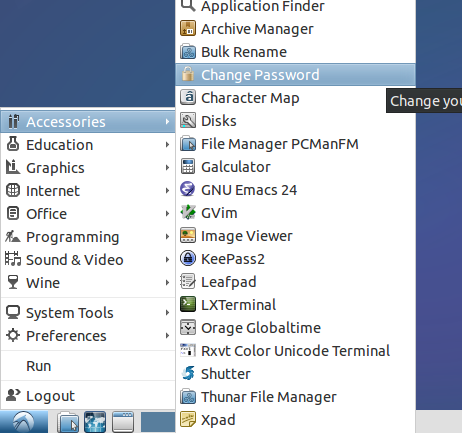 Application Finder
Archive Manager
Bulk Rename
Change Password
Character Map
Disks
File Manager PCManFM
Galculator
GNU Emacs 24
GVim
Image Viewer
KeePass2
Leafpad
LXTerminal
Orage Globaltime
Rxvt Color Unicode Terminal
Shutter
Thunar File Manager
Xpad
Change you
Accessories
Education
Graphics
Internet
Office
Programming
Sound & Video
Wine
System Tools
Preferences
Run
Logout